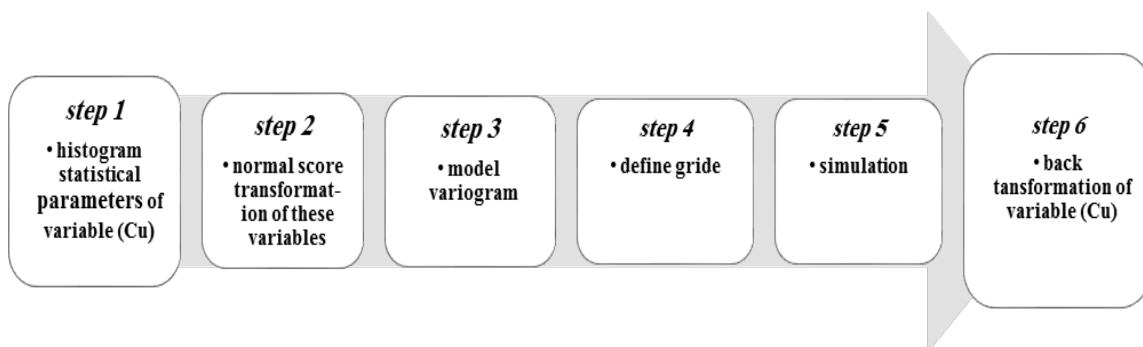 step 1
• histogram
statistical
parameters of
variable (Cu)
step 2
• normal score
transformat-
ion of these
variables
step 3
• model
variogram
step 4
• define gride
step 5
• simulation
step 6
• back
tansformation of
variable (Cu)